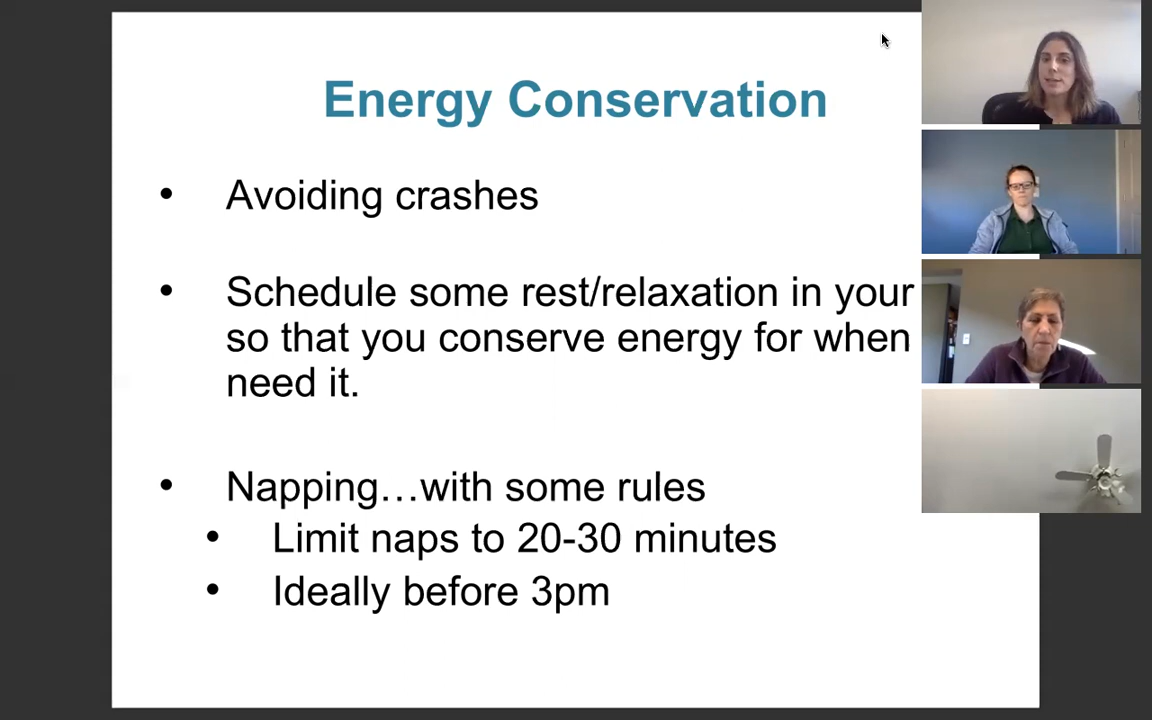 Energy Conservation
• Avoiding crashes
• Schedule some rest/relaxation in your
so that you conserve energy for when
need it.
• Napping…with some rules
• Limit naps to 20-30 minutes
• Ideally before 3pm